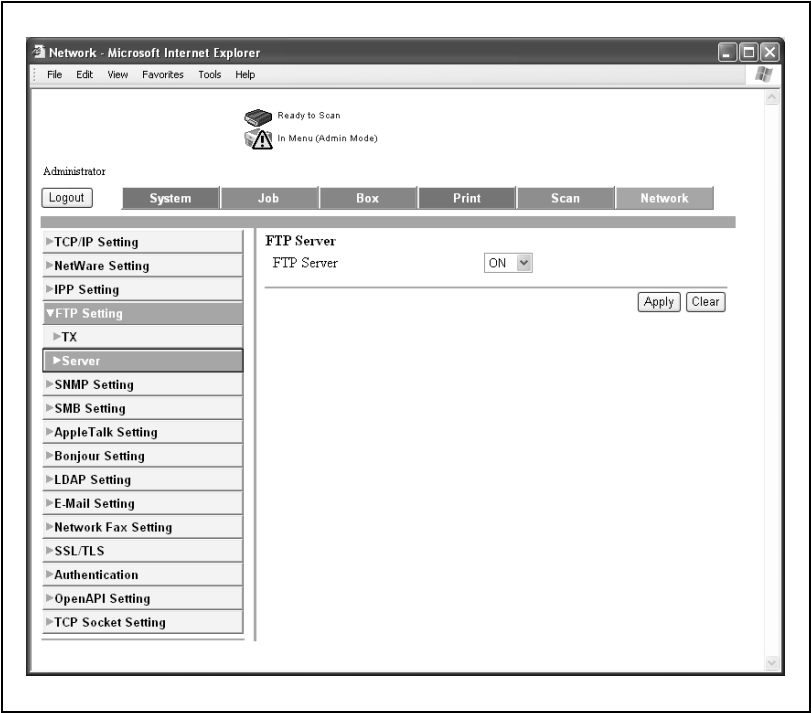 Network - Microsoft Internet Explorer
File Edit View Favorites Tools Help
Ready to Scan
In Menu (Admin Mode)
Administrator
Logout System Job Box Print Scan Network
TCP/IP Setting
NetWare Setting
IPP Setting
FTP Setting
TX
Server
SNMP Setting
SMB Setting
AppleTalk Setting
Bonjour Setting
LDAP Setting
E-Mail Setting
Network Fax Setting
SSL/TLS
Authentication
OpenAPI Setting
TCP Socket Setting
FTP Server
FTP Server ON
Apply Clear